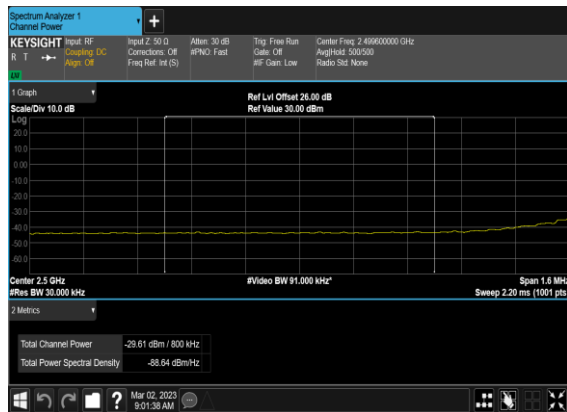 Spectrum Analyzer 1
Channel Power
+
KEYSIGHT Input: RF
R T Coupling: DC
Align: Off
Input Z: 50 Ω
Corrections: Off
Freq Ref: Int (S)
Atten: 30 dB
#PNO: Fast
Trig: Free Run
Gate: Off
#IF Gain: Low
Center Freq: 2.499600000 GHz
Avg|Hold: 500/500
Radio Std: None
LW
1 Graph
Scale/Div 10.0 dB
Ref Lvl Offset 26.00 dB
Ref Value 30.00 dBm
Log
20.0
10.0
0.00
-10.0
-20.0
-30.0
-40.0
-50.0
-60.0
Center 2.5 GHz
#Res BW 30.000 kHz
#Video BW 91.000 kHz*
Span 1.6 MHz
Sweep 2.20 ms (1001 pts)
2 Metrics
Total Channel Power -29.61 dBm / 800 kHz
Total Power Spectral Density -88.64 dBm/Hz
?
Mar 02, 2023
9:01:38 AM